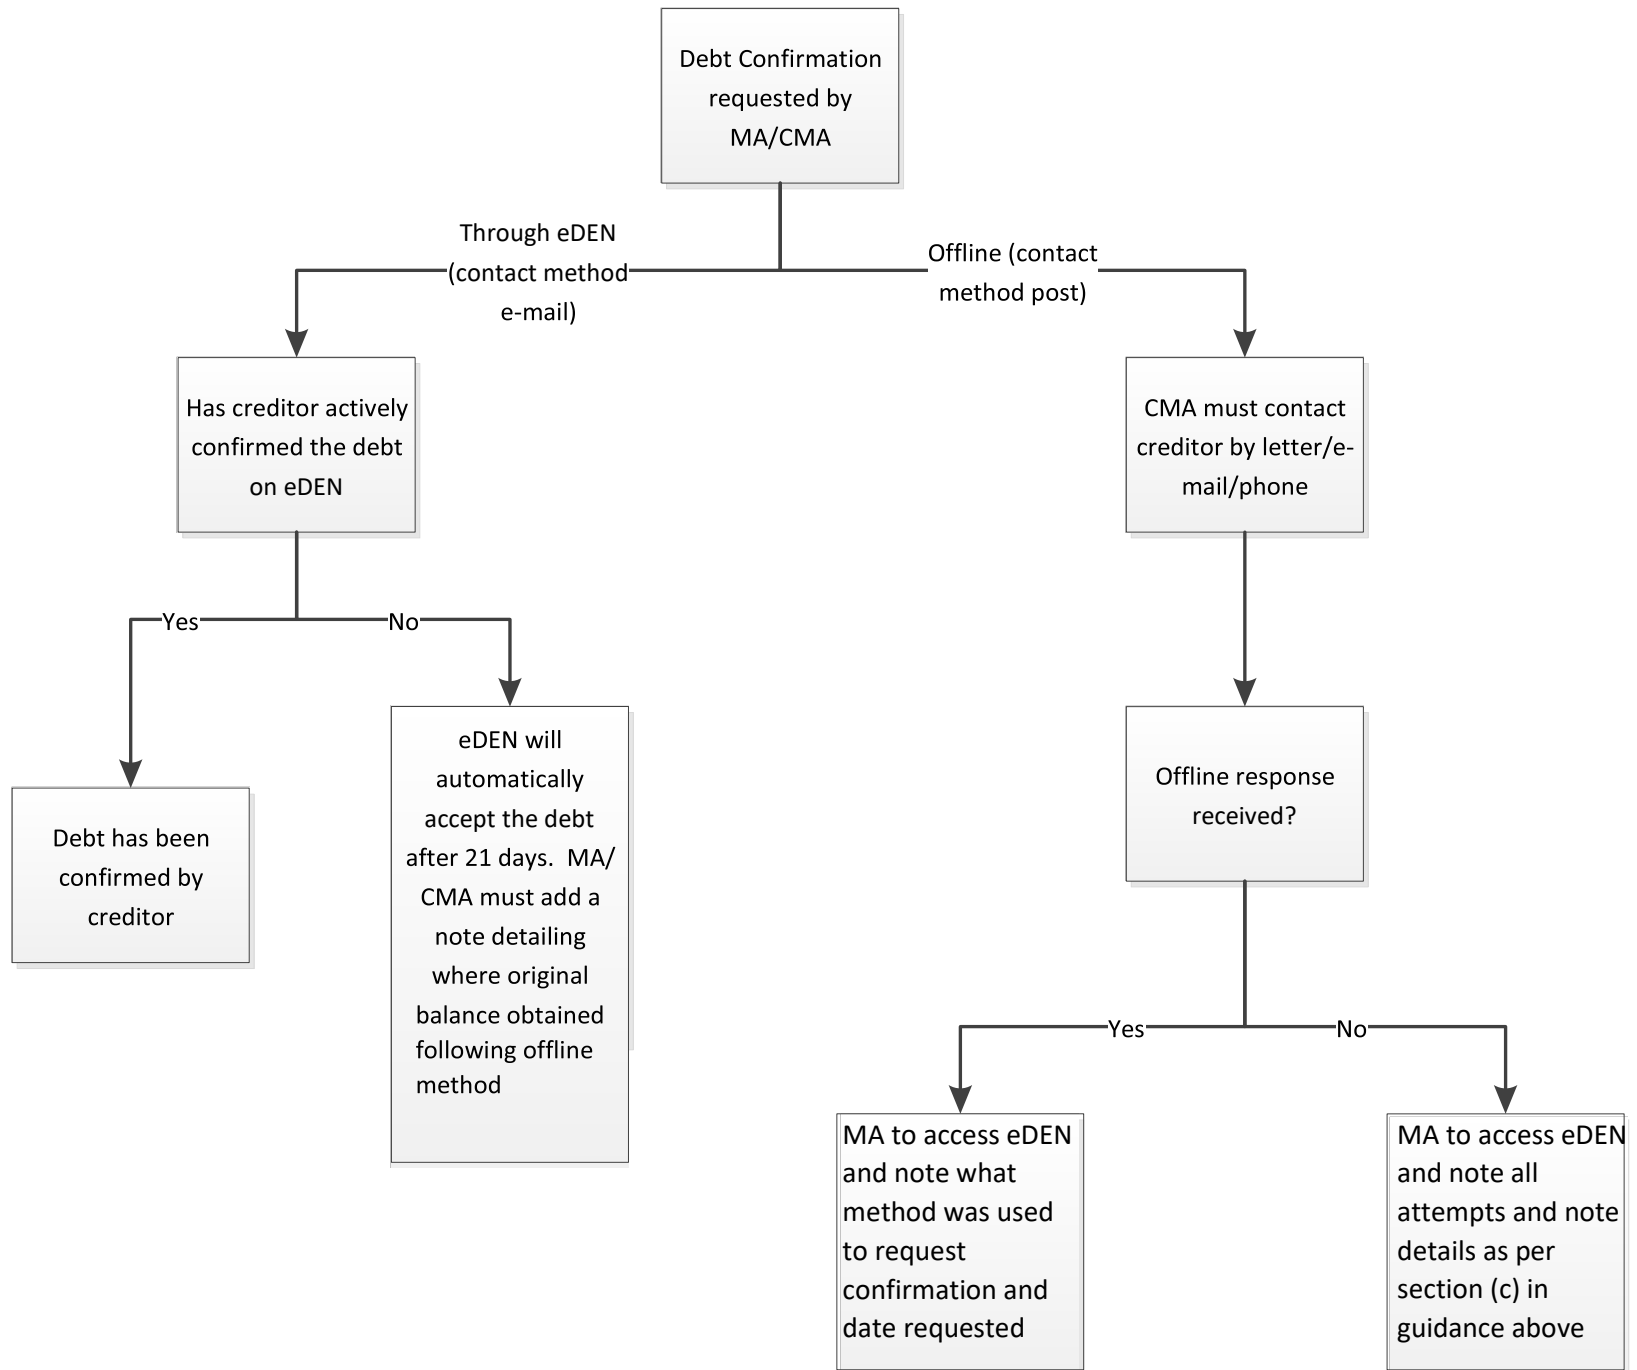 Debt Confirmation
requested by
MA/CMA
Through eDEN
(contact method
e-mail)
Offline (contact
method post)
Has creditor actively
confirmed the debt
on eDEN
CMA must contact
creditor by letter/e-
mail/phone
Yes
No
eDEN will
automatically
accept the debt
after 21 days.  MA/
CMA must add a
note detailing
where original
balance obtained
following offline
method
Debt has been
confirmed by
creditor
Offline response
received?
Yes
No
MA to access eDEN
and note what
method was used
to request
confirmation and
date requested
MA to access eDEN
and note all
attempts and note
details as per
section (c) in
guidance above